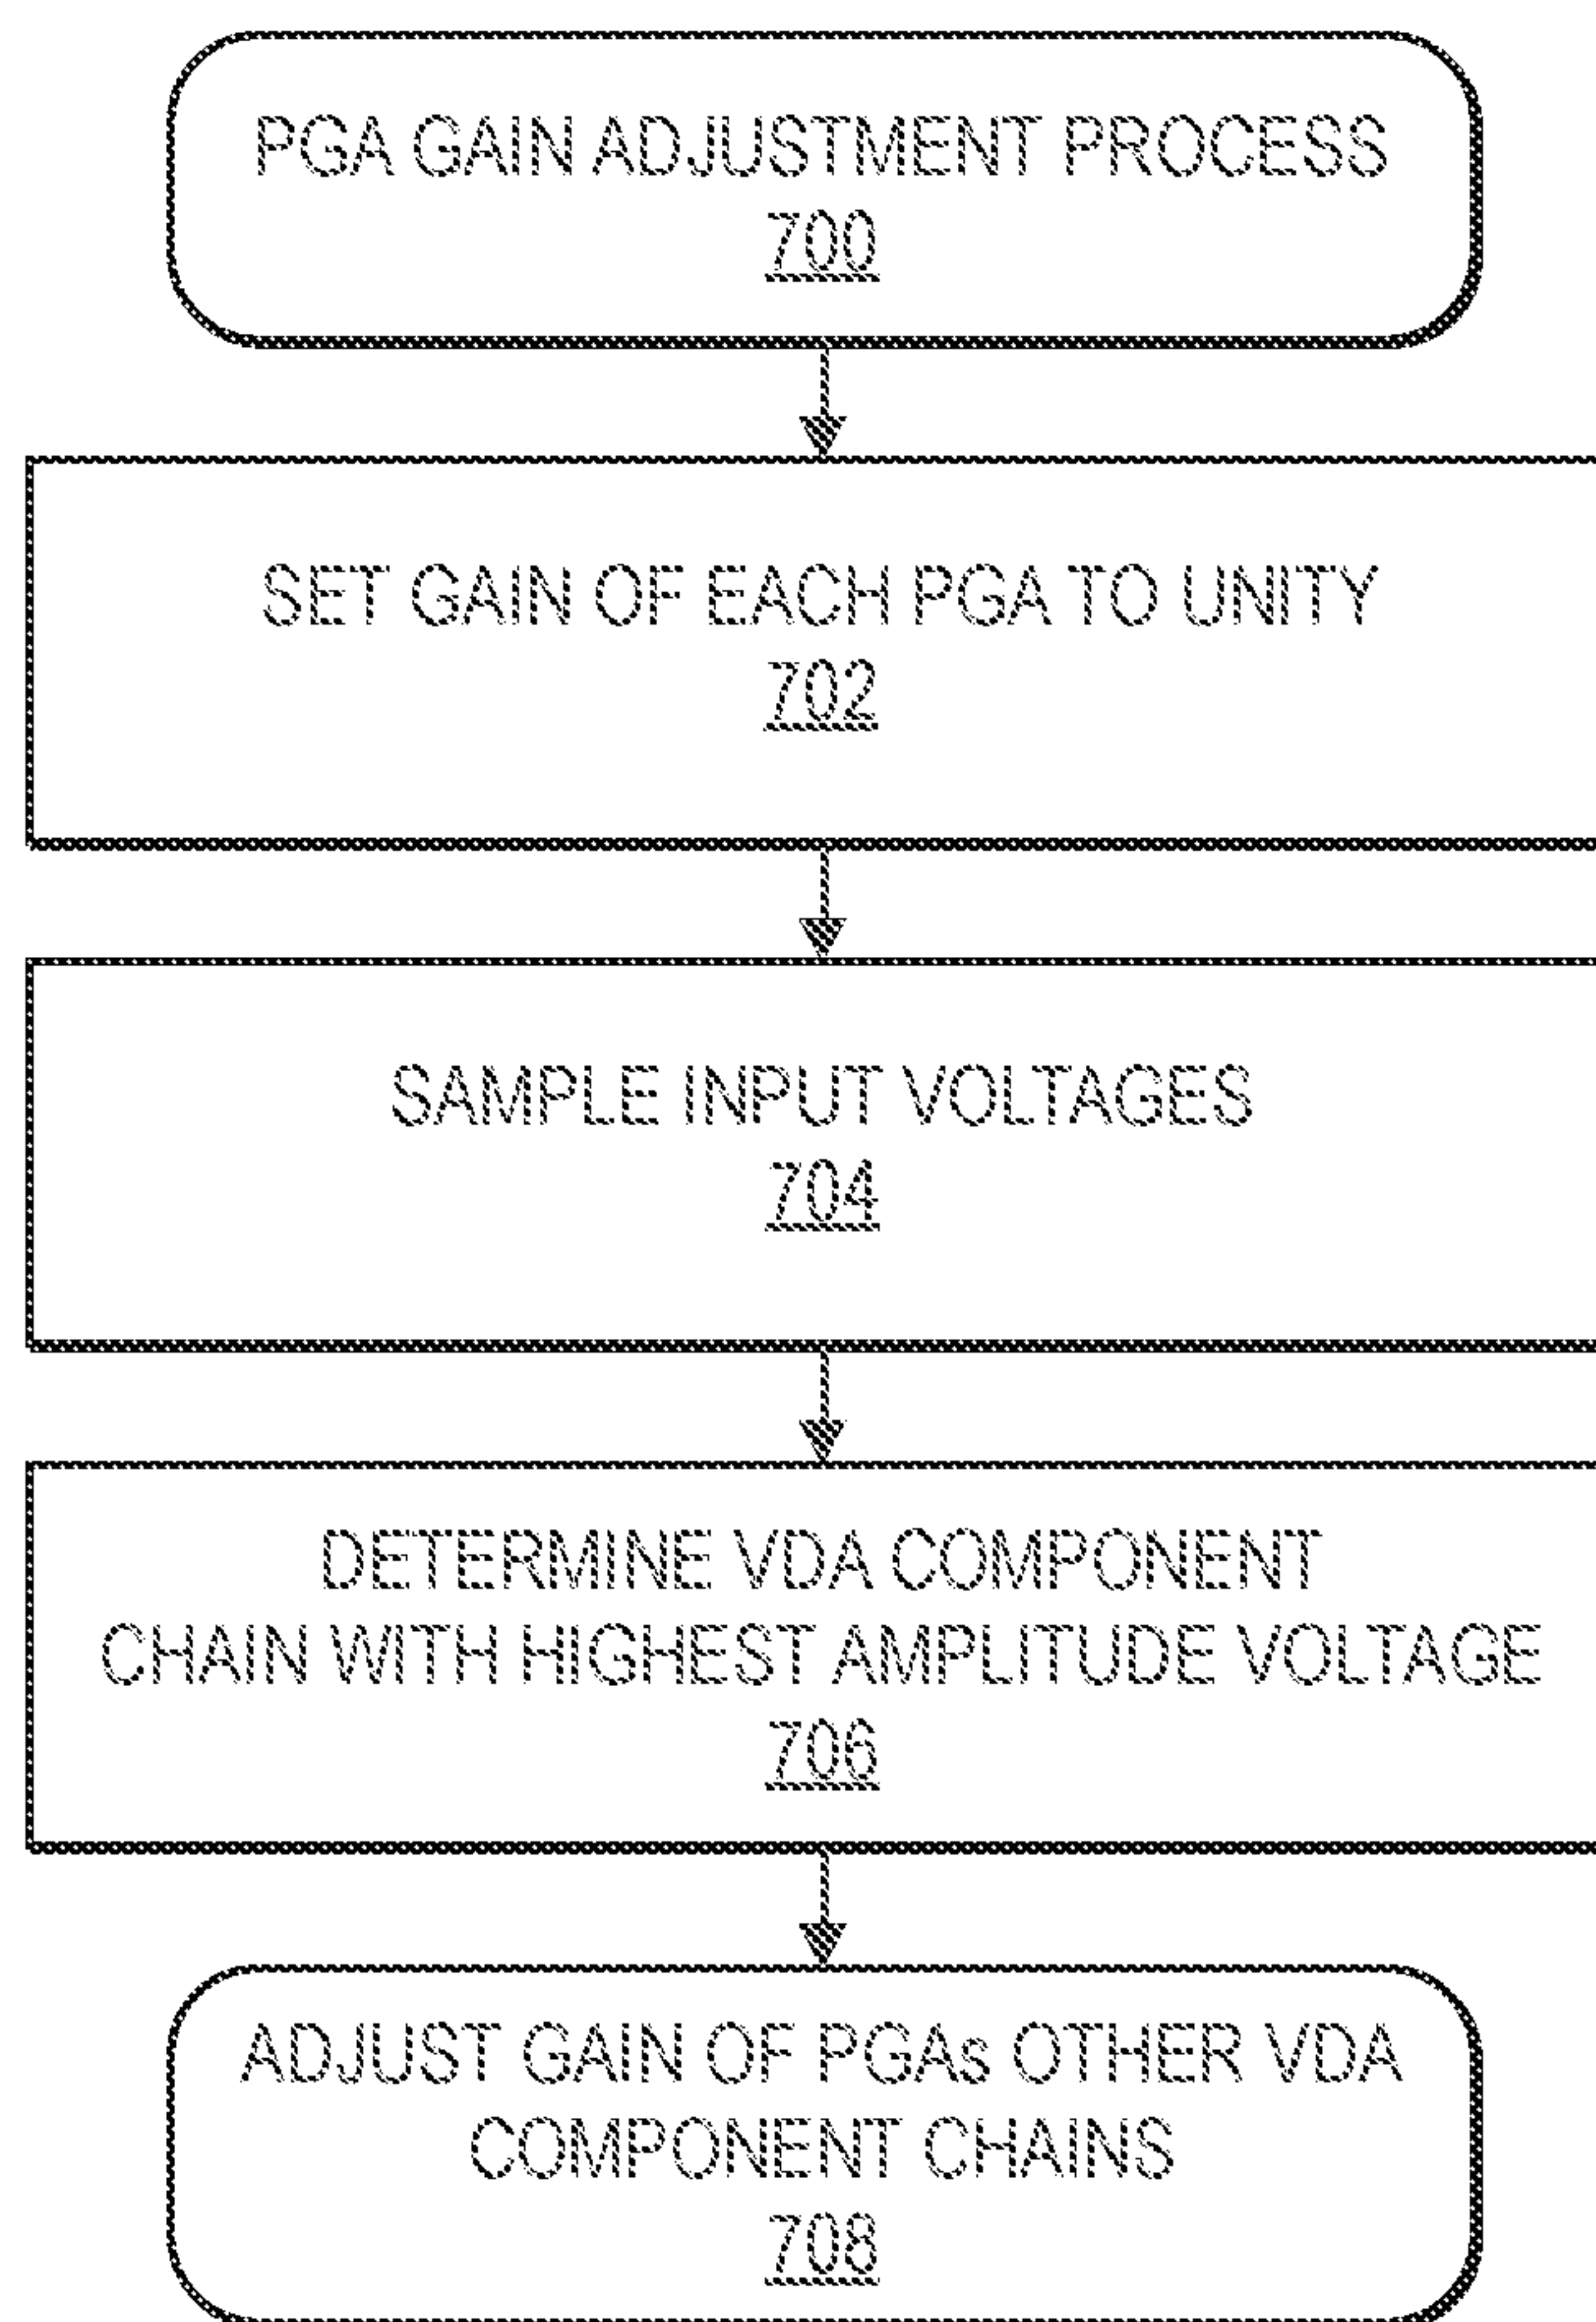 PGA GAIN ADJUSTMENT PROCESS
700
SET GAIN OF EACH PGA TO UNITY
702
SAMPLE INPUT VOLTAGES
704
DETERMINE VDA COMPONENT
CHAIN WITH HIGHEST AMPLITUDE VOLTAGE
706
ADJUST GAIN OF PGAs OTHER VDA
COMPONENT CHAINS
708